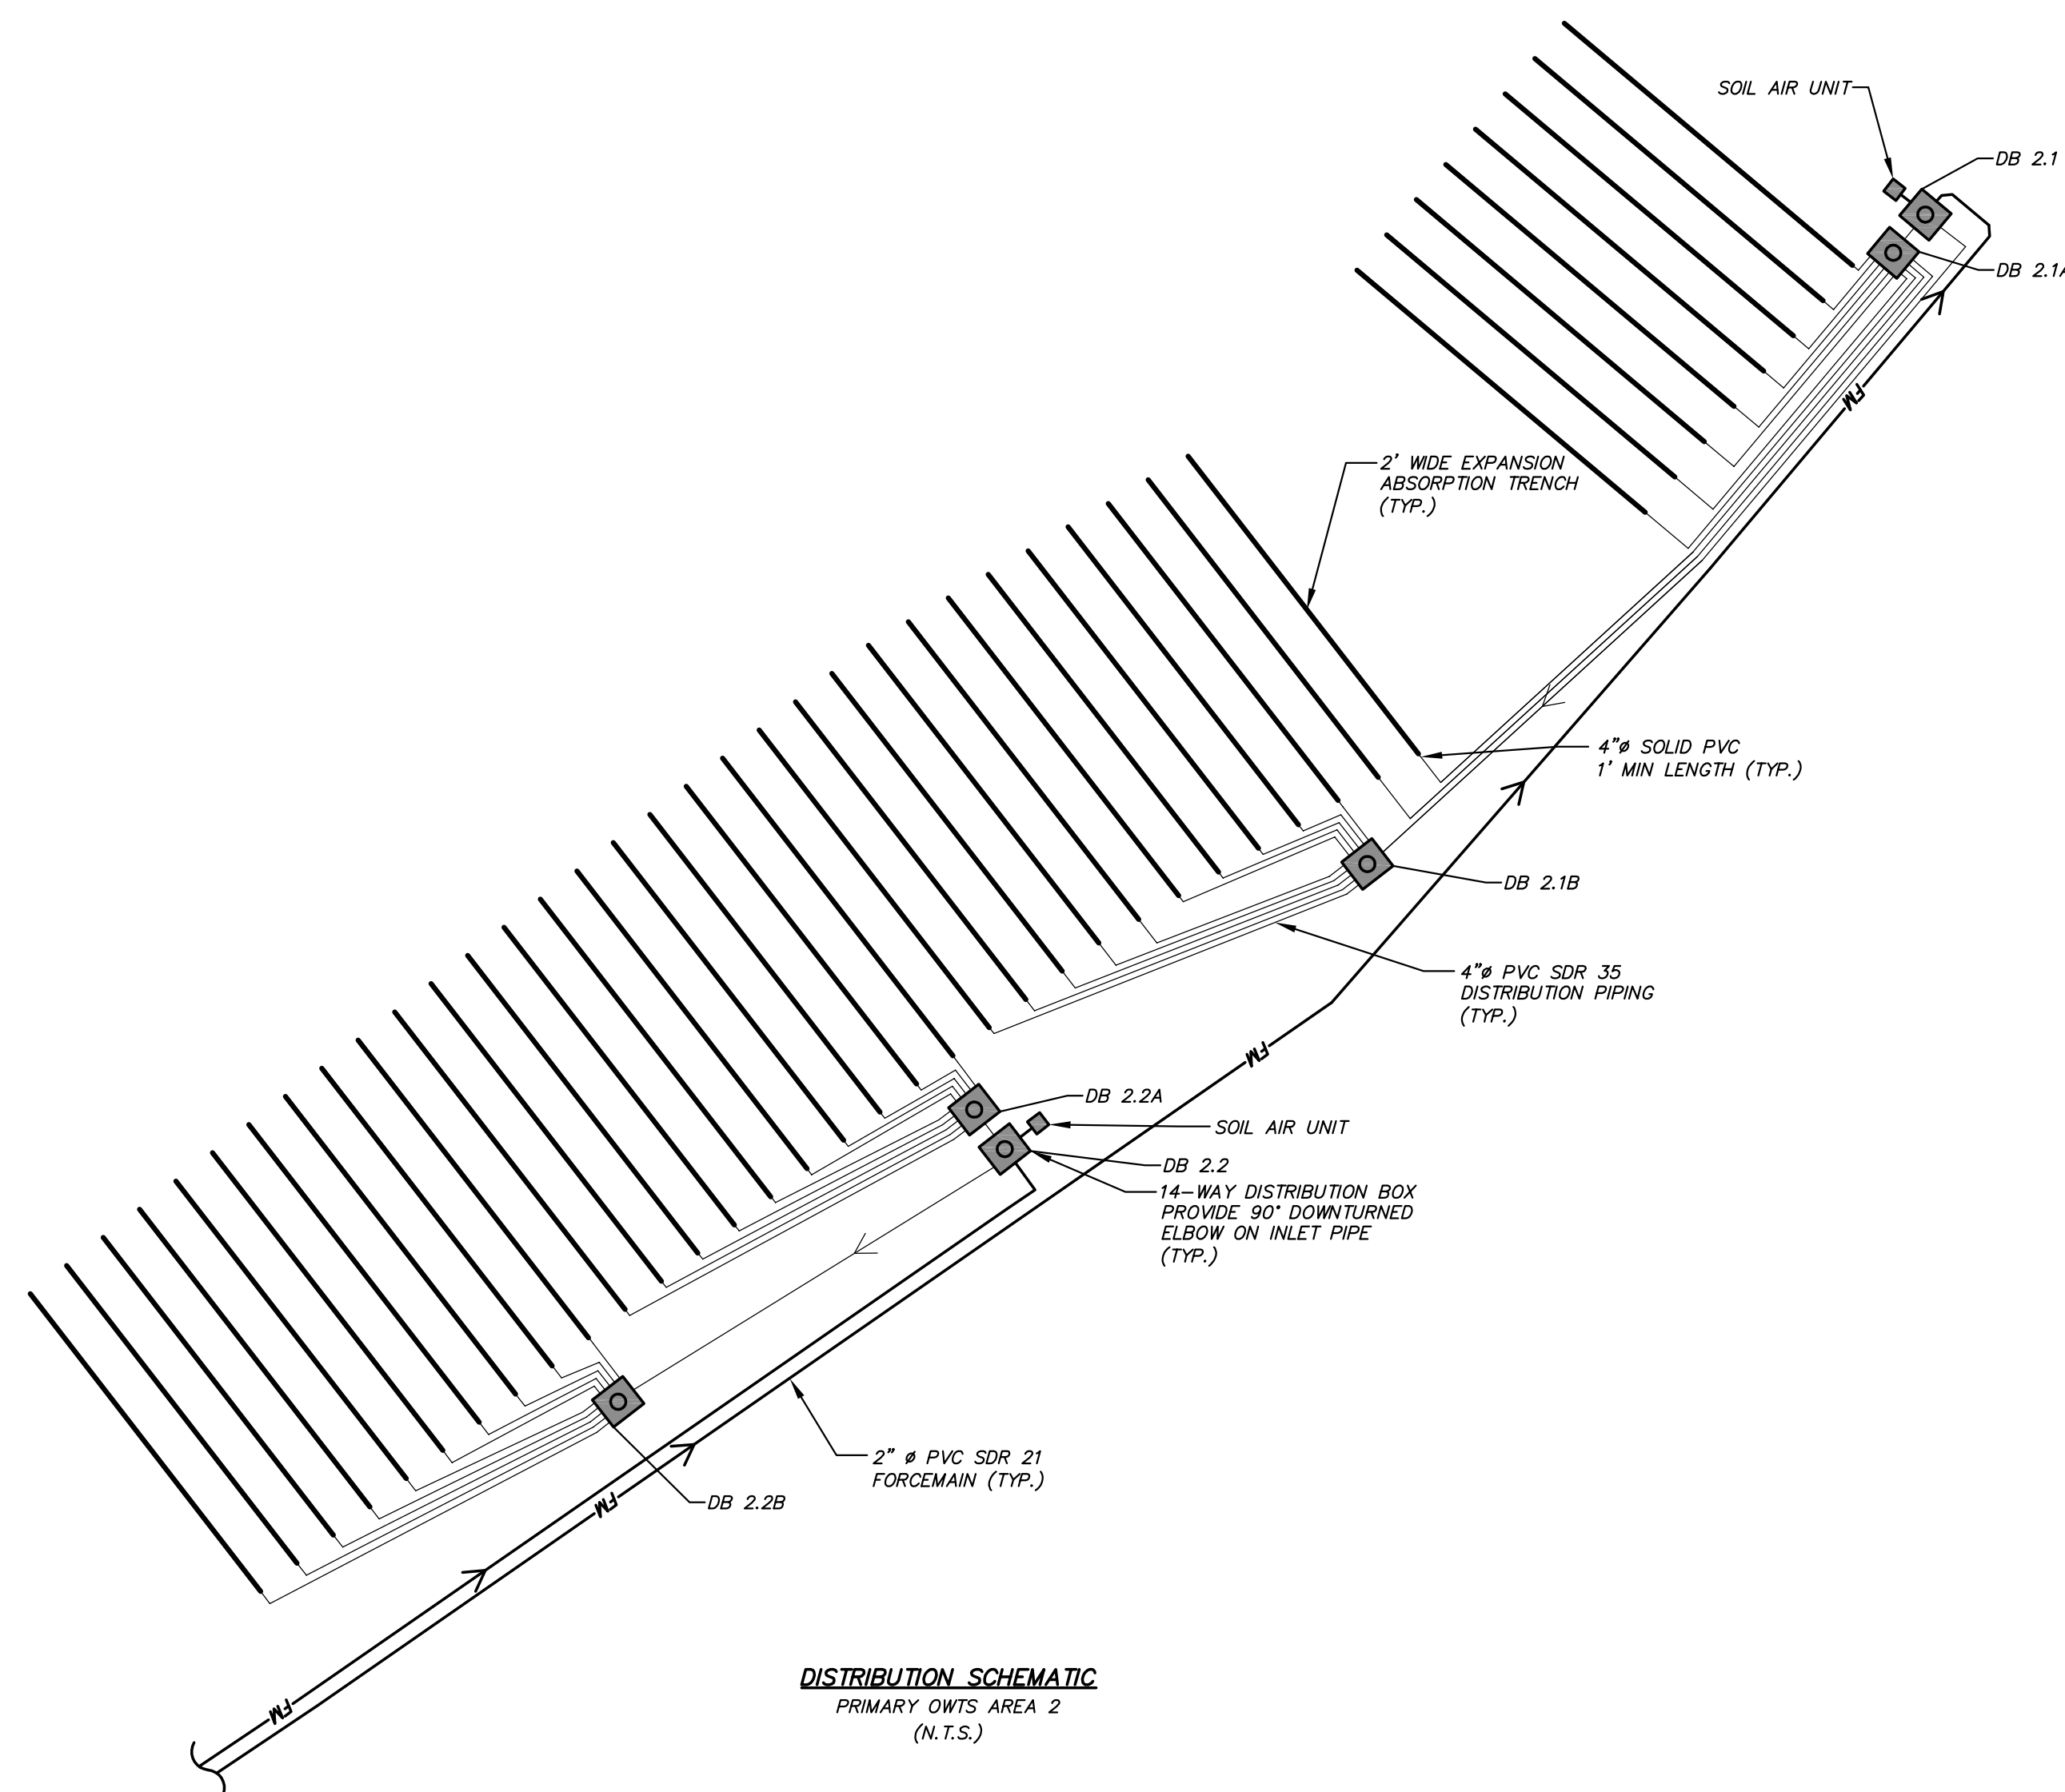 SOIL AIR UNIT
DB 2.1
DB 2.1A
FM
2' WIDE EXPANSION
ABSORPTION TRENCH
(TYP.)
4"ø SOLID PVC
1' MIN LENGTH (TYP.)
DB 2.1B
4"ø PVC SDR 35
DISTRIBUTION PIPING
(TYP.)
FM
DB 2.2A
SOIL AIR UNIT
DB 2.2
14-WAY DISTRIBUTION BOX
PROVIDE 90° DOWNTURNED
ELBOW ON INLET PIPE
(TYP.)
2" ø PVC SDR 21
FORCEMAIN (TYP.)
DB 2.2B
FM
FM
DISTRIBUTION SCHEMATIC
PRIMARY OWTS AREA 2
(N.T.S.)